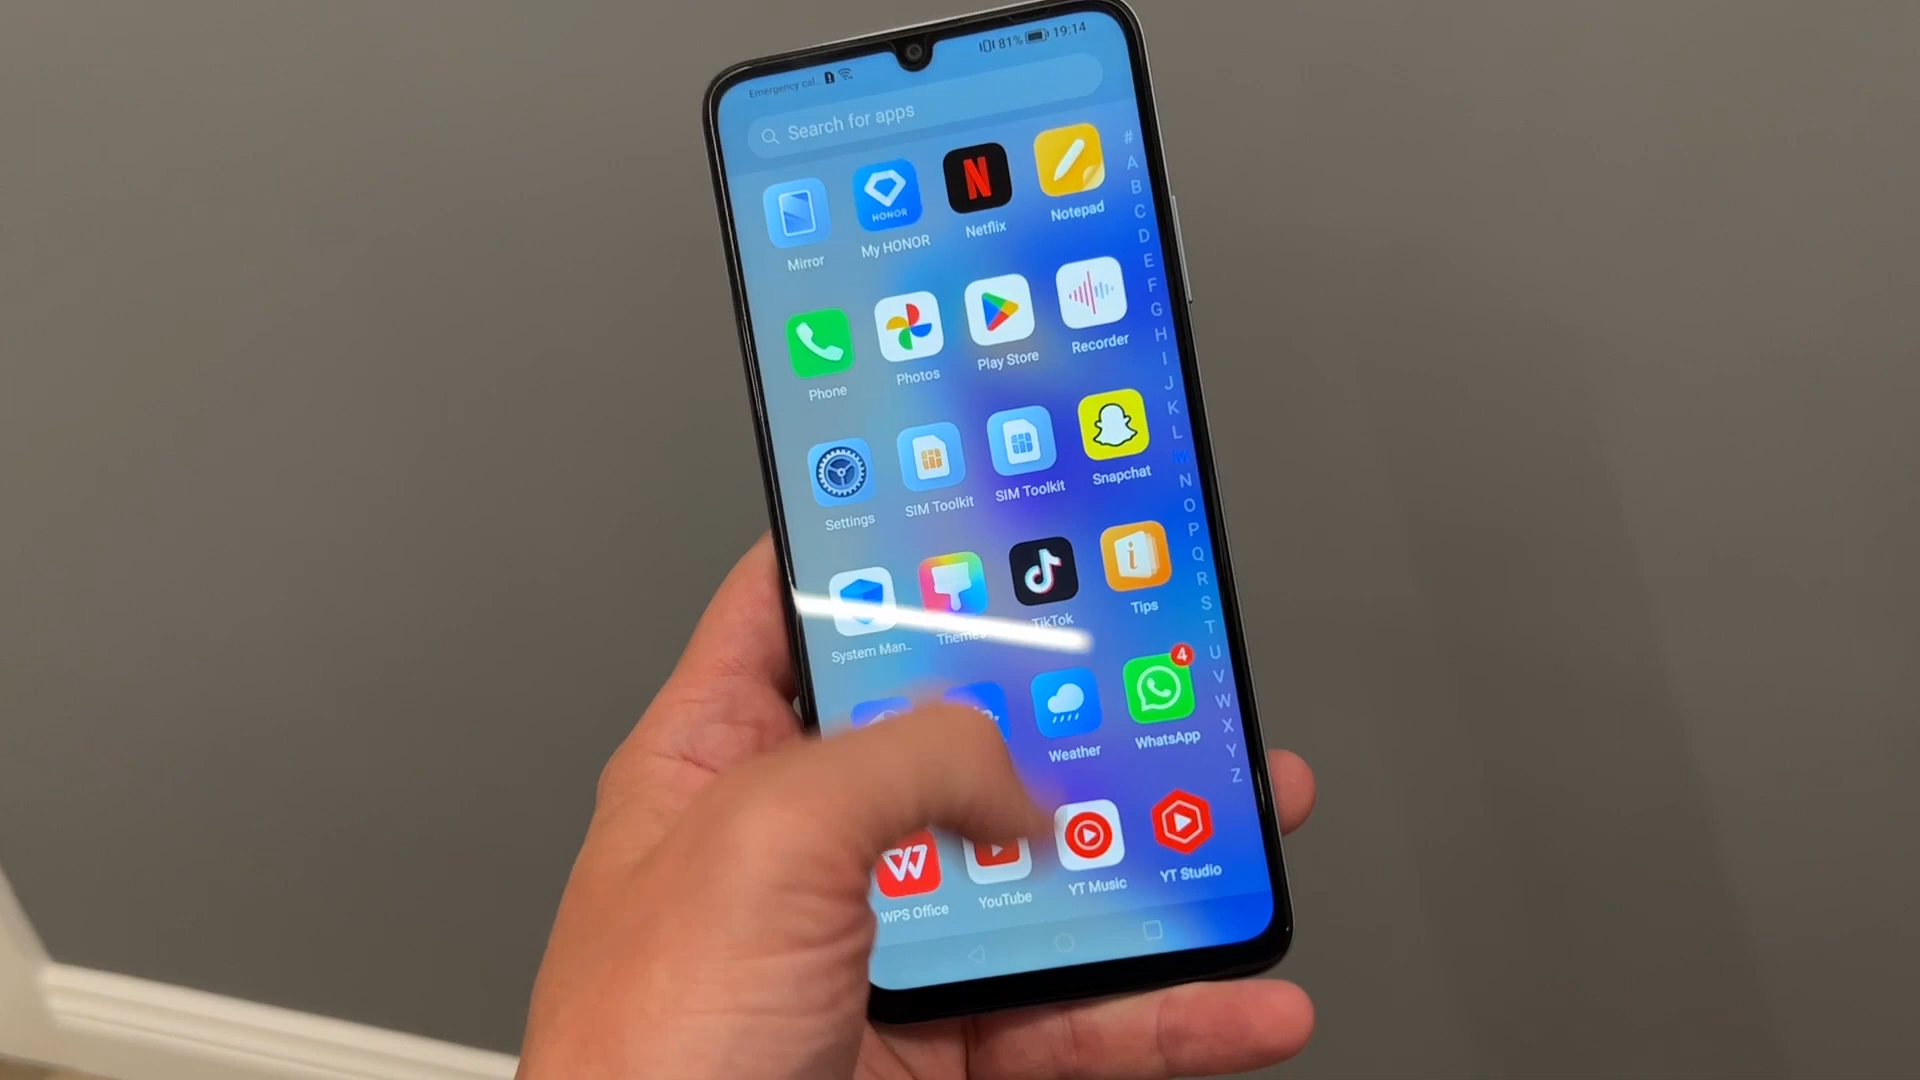 Emergency cal.. 81% 19:14
Search for apps
HONOR
Mirror My HONOR Netflix Notepad
Phone Photos Play Store Recorder
Settings SIM Toolkit SIM Toolkit Snapchat
System Man.. Themes TikTok Tips
4
Weather WhatsApp
WPS Office YouTube YT Music YT Studio
#
A
B
C
D
E
F
G
H
I
J
K
L
M
N
O
P
Q
R
S
T
U
V
W
X
Y
Z